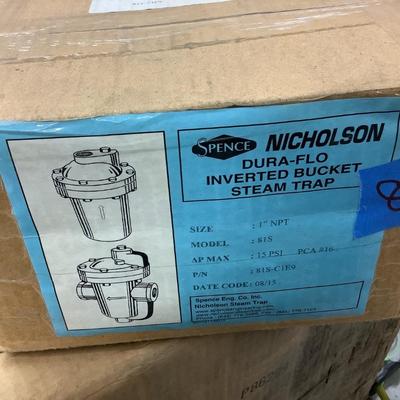 SPENCE NICHOLSON
DURA-FLO
INVERTED BUCKET
STEAM TRAP
SIZE : 1" NPT
MODEL : 81S
ΔP MAX : 15 PSI PCA #16
P/N : 81S-C1E9
DATE CODE: 08/15
Spence Eng. Co. Inc.
Nicholson Steam Trap